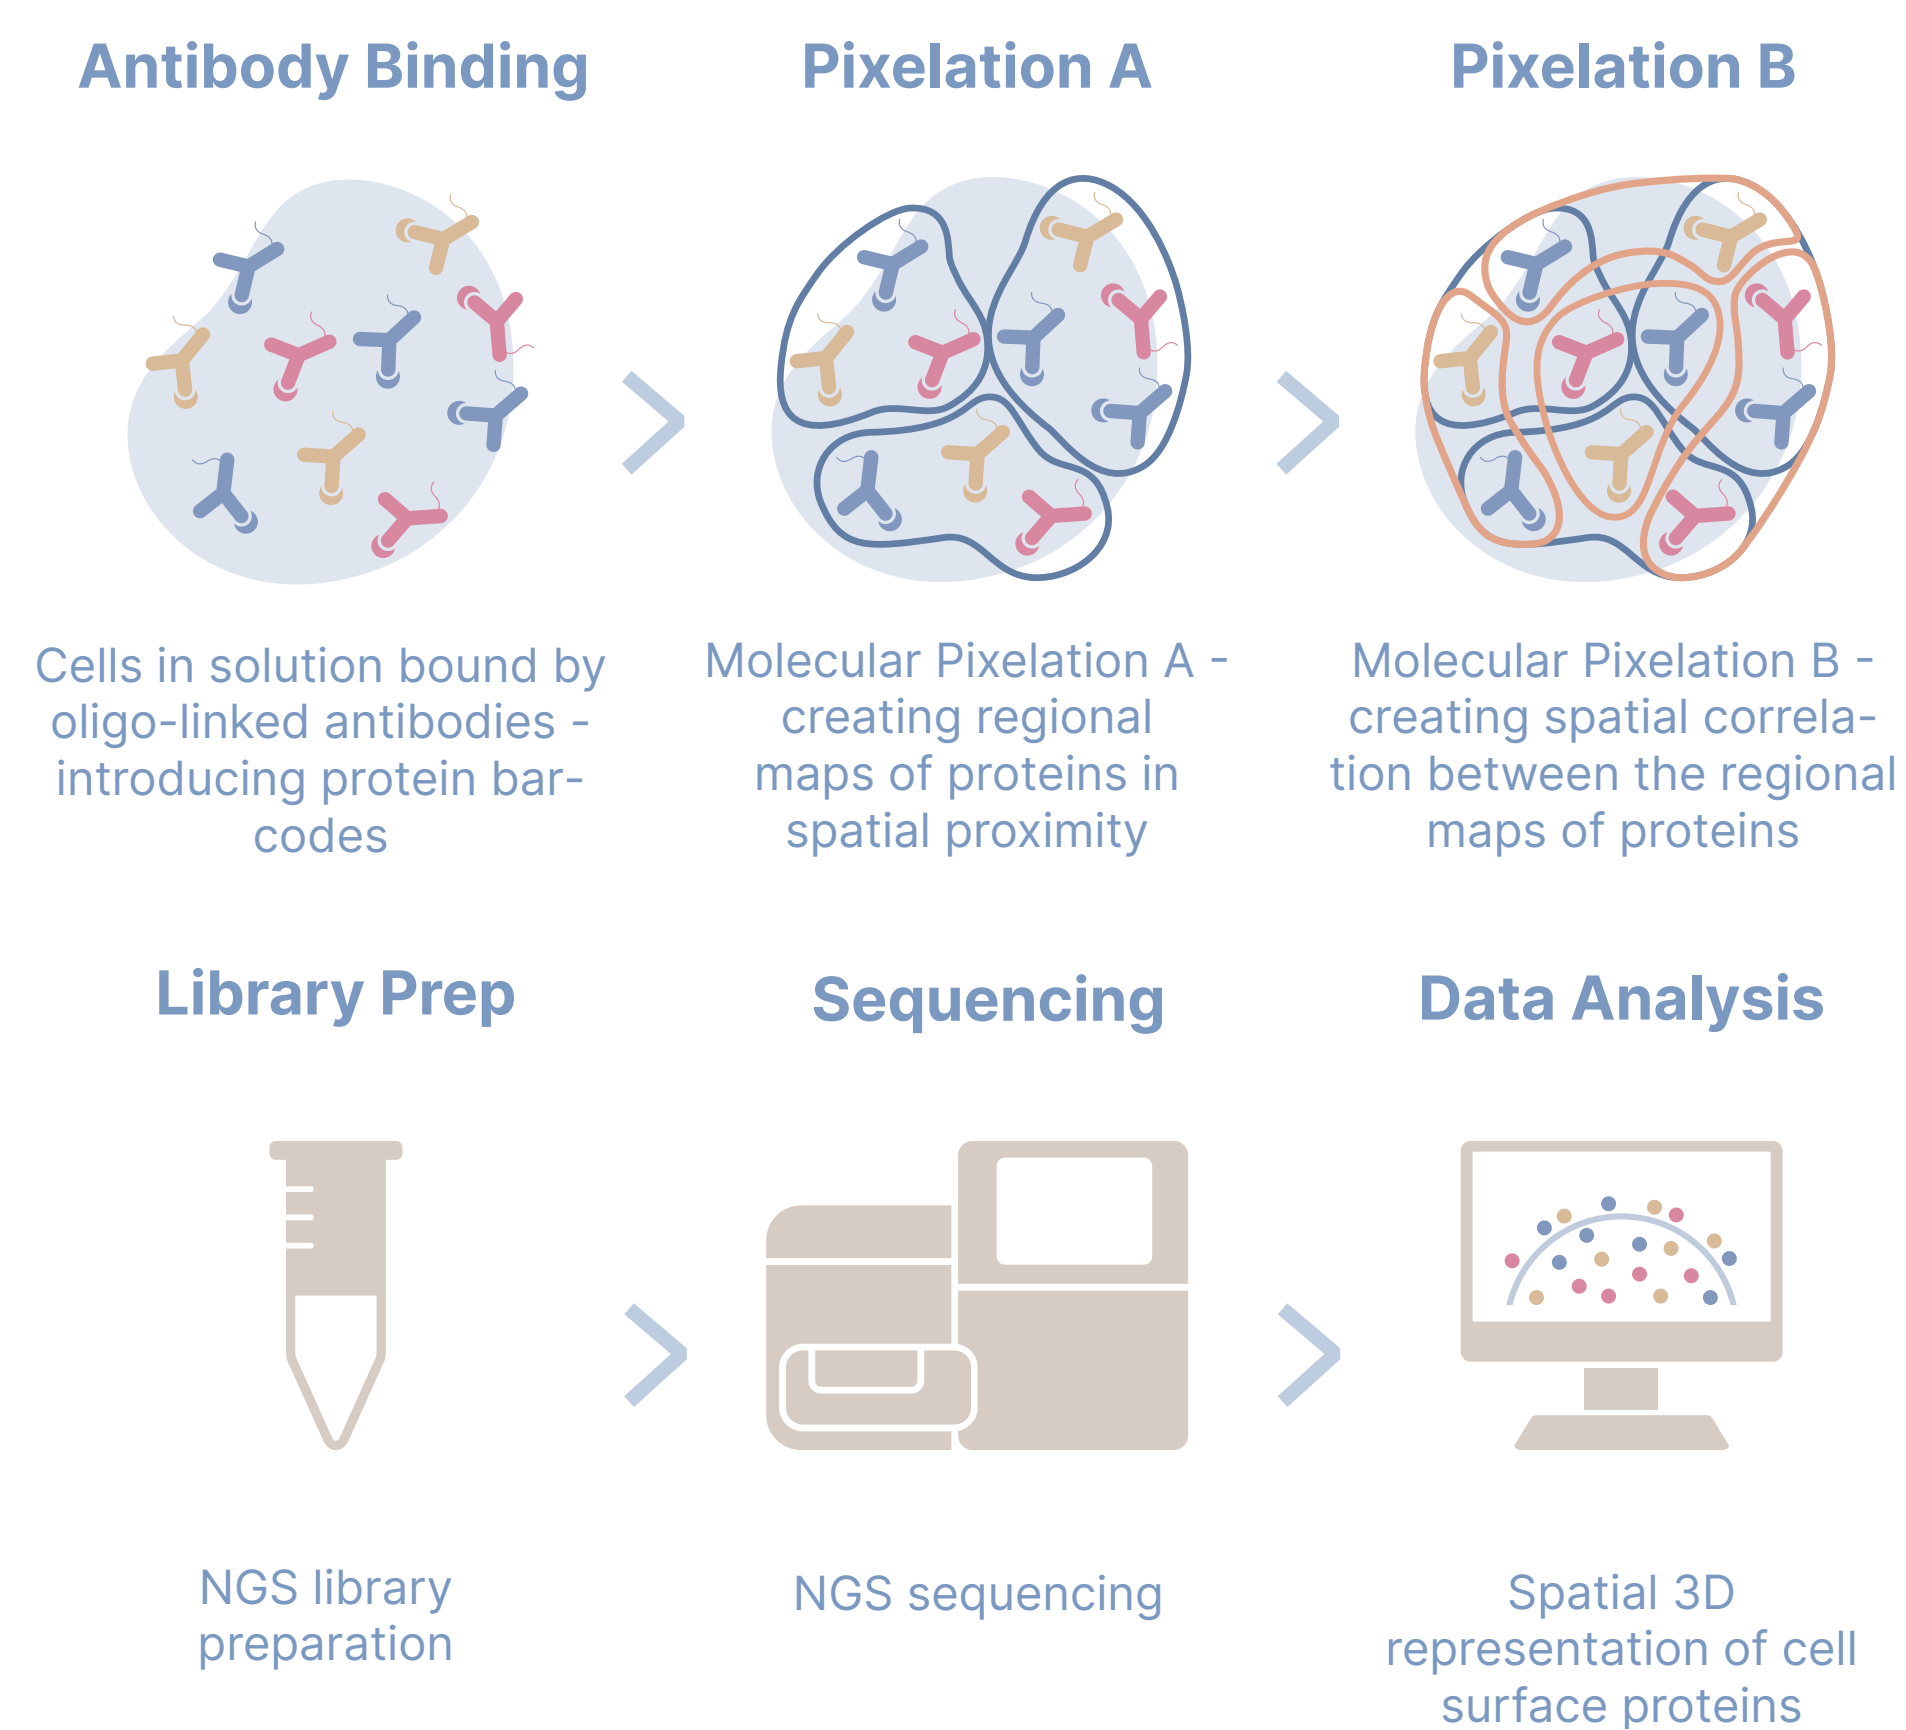 Antibody Binding
Pixelation A
Pixelation B
Cells in solution bound by
oligo-linked antibodies -
introducing protein bar-
codes
Molecular Pixelation A -
creating regional
maps of proteins in
spatial proximity
Molecular Pixelation B -
creating spatial correla-
tion between the regional
maps of proteins
Library Prep
Sequencing
Data Analysis
NGS library
preparation
NGS sequencing
Spatial 3D
representation of cell
surface proteins